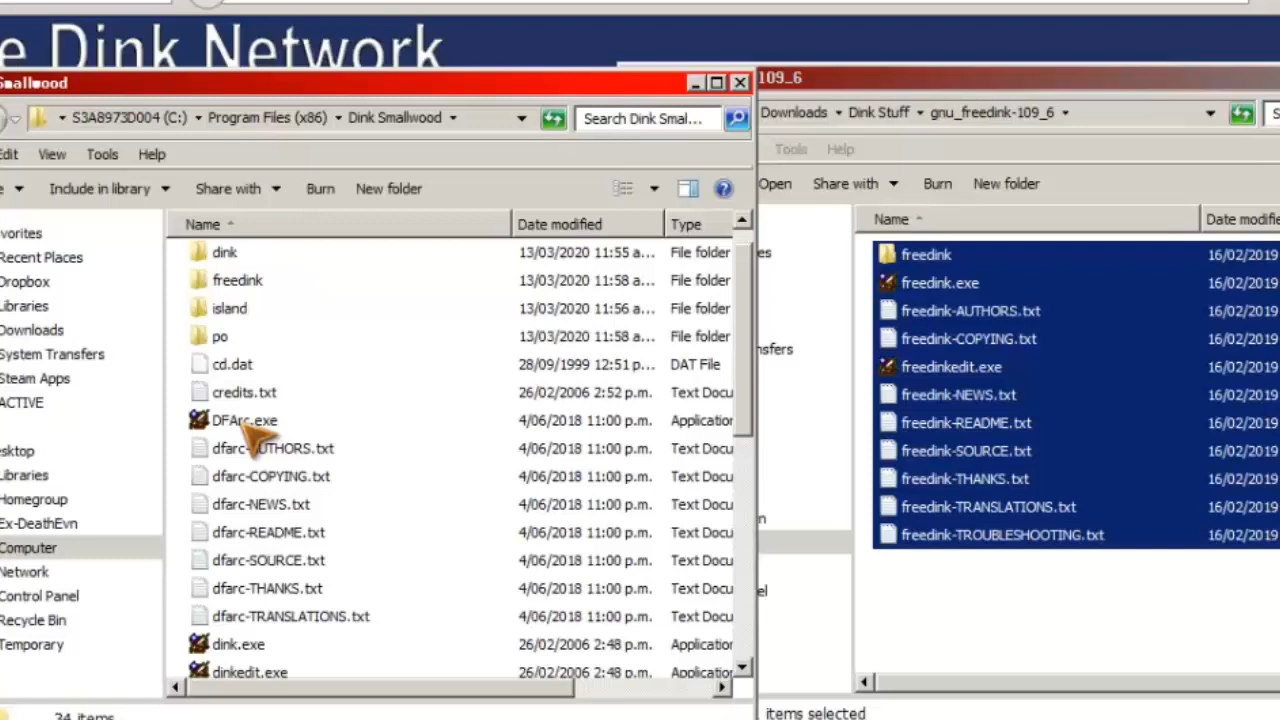 e Dink Network
Smallwood
S3A8973D004 (C:) Program Files (x86) Dink Smallwood
Search Dink Smal...
Edit View Tools Help
Include in library Share with Burn New folder
Name Date modified Type
vorites
Recent Places
Dropbox
Libraries
Downloads
System Transfers
Steam Apps
ACTIVE
esktop
Libraries
Homegroup
Ex-DeathEvn
Computer
Network
Control Panel
Recycle Bin
Temporary
dink 13/03/2020 11:55 a... File folder
freedink 13/03/2020 11:58 a... File folder
island 13/03/2020 11:56 a... File folder
po 13/03/2020 11:58 a... File folder
cd.dat 28/09/1999 12:51 p... DAT File
credits.txt 26/02/2006 2:52 p.m. Text Docu
DFArc.exe 4/06/2018 11:00 p.m. Application
dfarc-AUTHORS.txt 4/06/2018 11:00 p.m. Text Docu
dfarc-COPYING.txt 4/06/2018 11:00 p.m. Text Docu
dfarc-NEWS.txt 4/06/2018 11:00 p.m. Text Docu
dfarc-README.txt 4/06/2018 11:00 p.m. Text Docu
dfarc-SOURCE.txt 4/06/2018 11:00 p.m. Text Docu
dfarc-THANKS.txt 4/06/2018 11:00 p.m. Text Docu
dfarc-TRANSLATIONS.txt 4/06/2018 11:00 p.m. Text Docu
dink.exe 26/02/2006 2:48 p.m. Application
dinkedit.exe 26/02/2006 2:48 p.m. Application
34 items
109_6
Downloads Dink Stuff gnu_freedink-109_6
S
Tools Help
Open Share with Burn New folder
Name Date modifie
es
nsfers
n
el
freedink 16/02/2019
freedink.exe 16/02/2019
freedink-AUTHORS.txt 16/02/2019
freedink-COPYING.txt 16/02/2019
freedinkedit.exe 16/02/2019
freedink-NEWS.txt 16/02/2019
freedink-README.txt 16/02/2019
freedink-SOURCE.txt 16/02/2019
freedink-THANKS.txt 16/02/2019
freedink-TRANSLATIONS.txt 16/02/2019
freedink-TROUBLESHOOTING.txt 16/02/2019
items selected